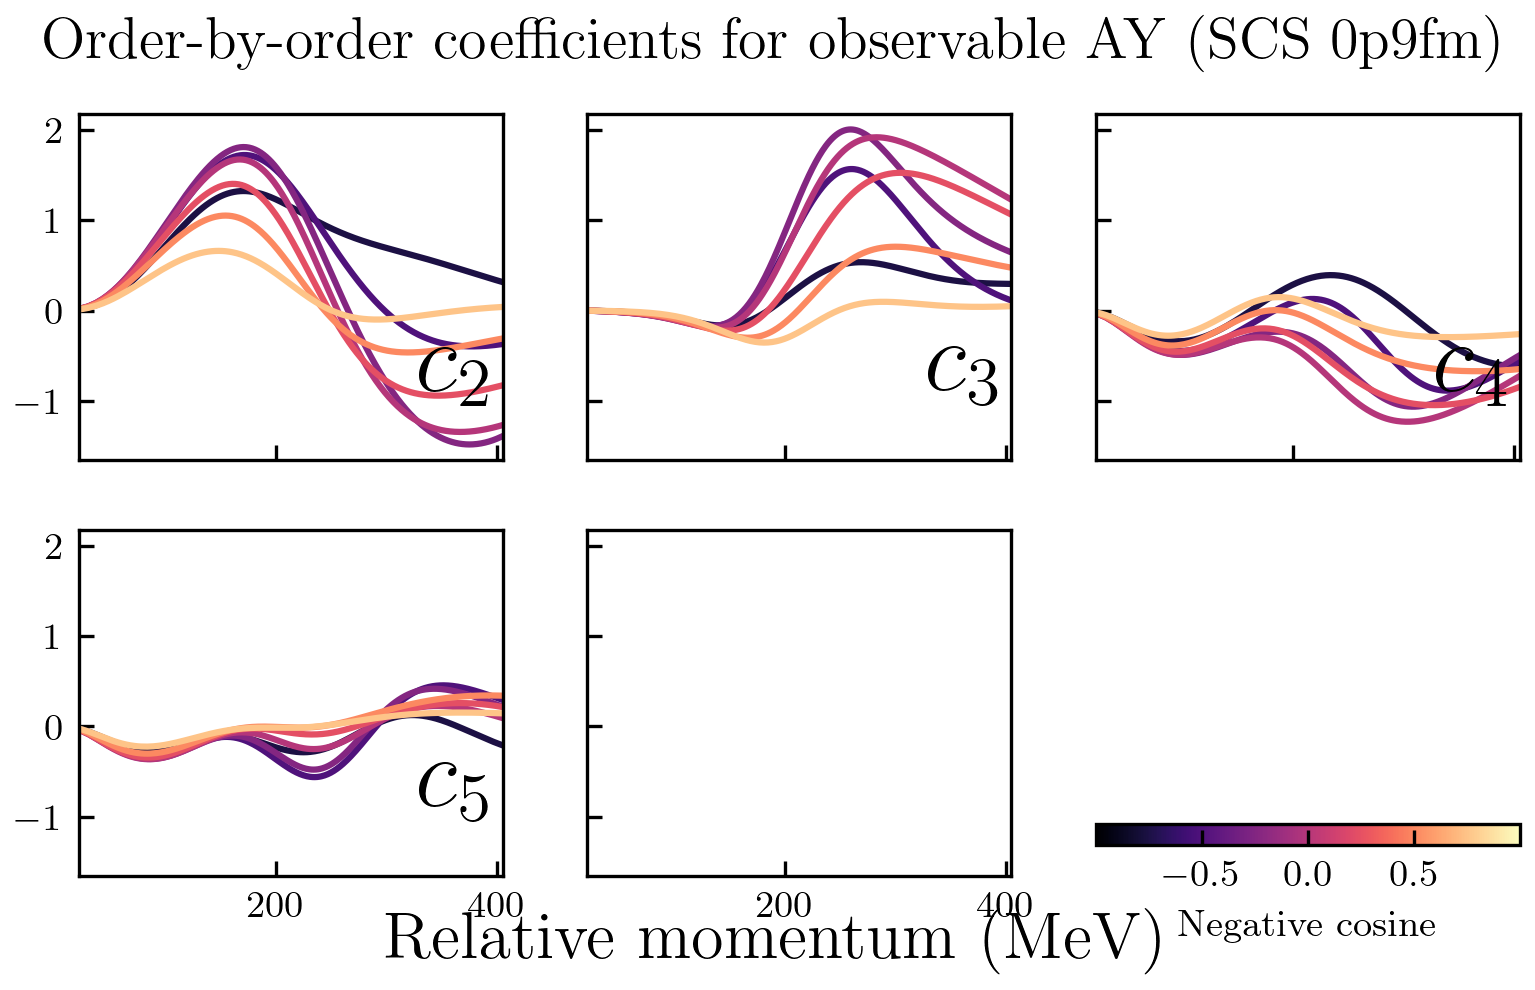 Order-by-order coefficients for observable AY (SCS 0p9fm)
2
1
0
−1
c2
c3
c4
2
1
0
−1
c5
200
400
200
400
−0.5 0.0 0.5
Negative cosine
Relative momentum (MeV)